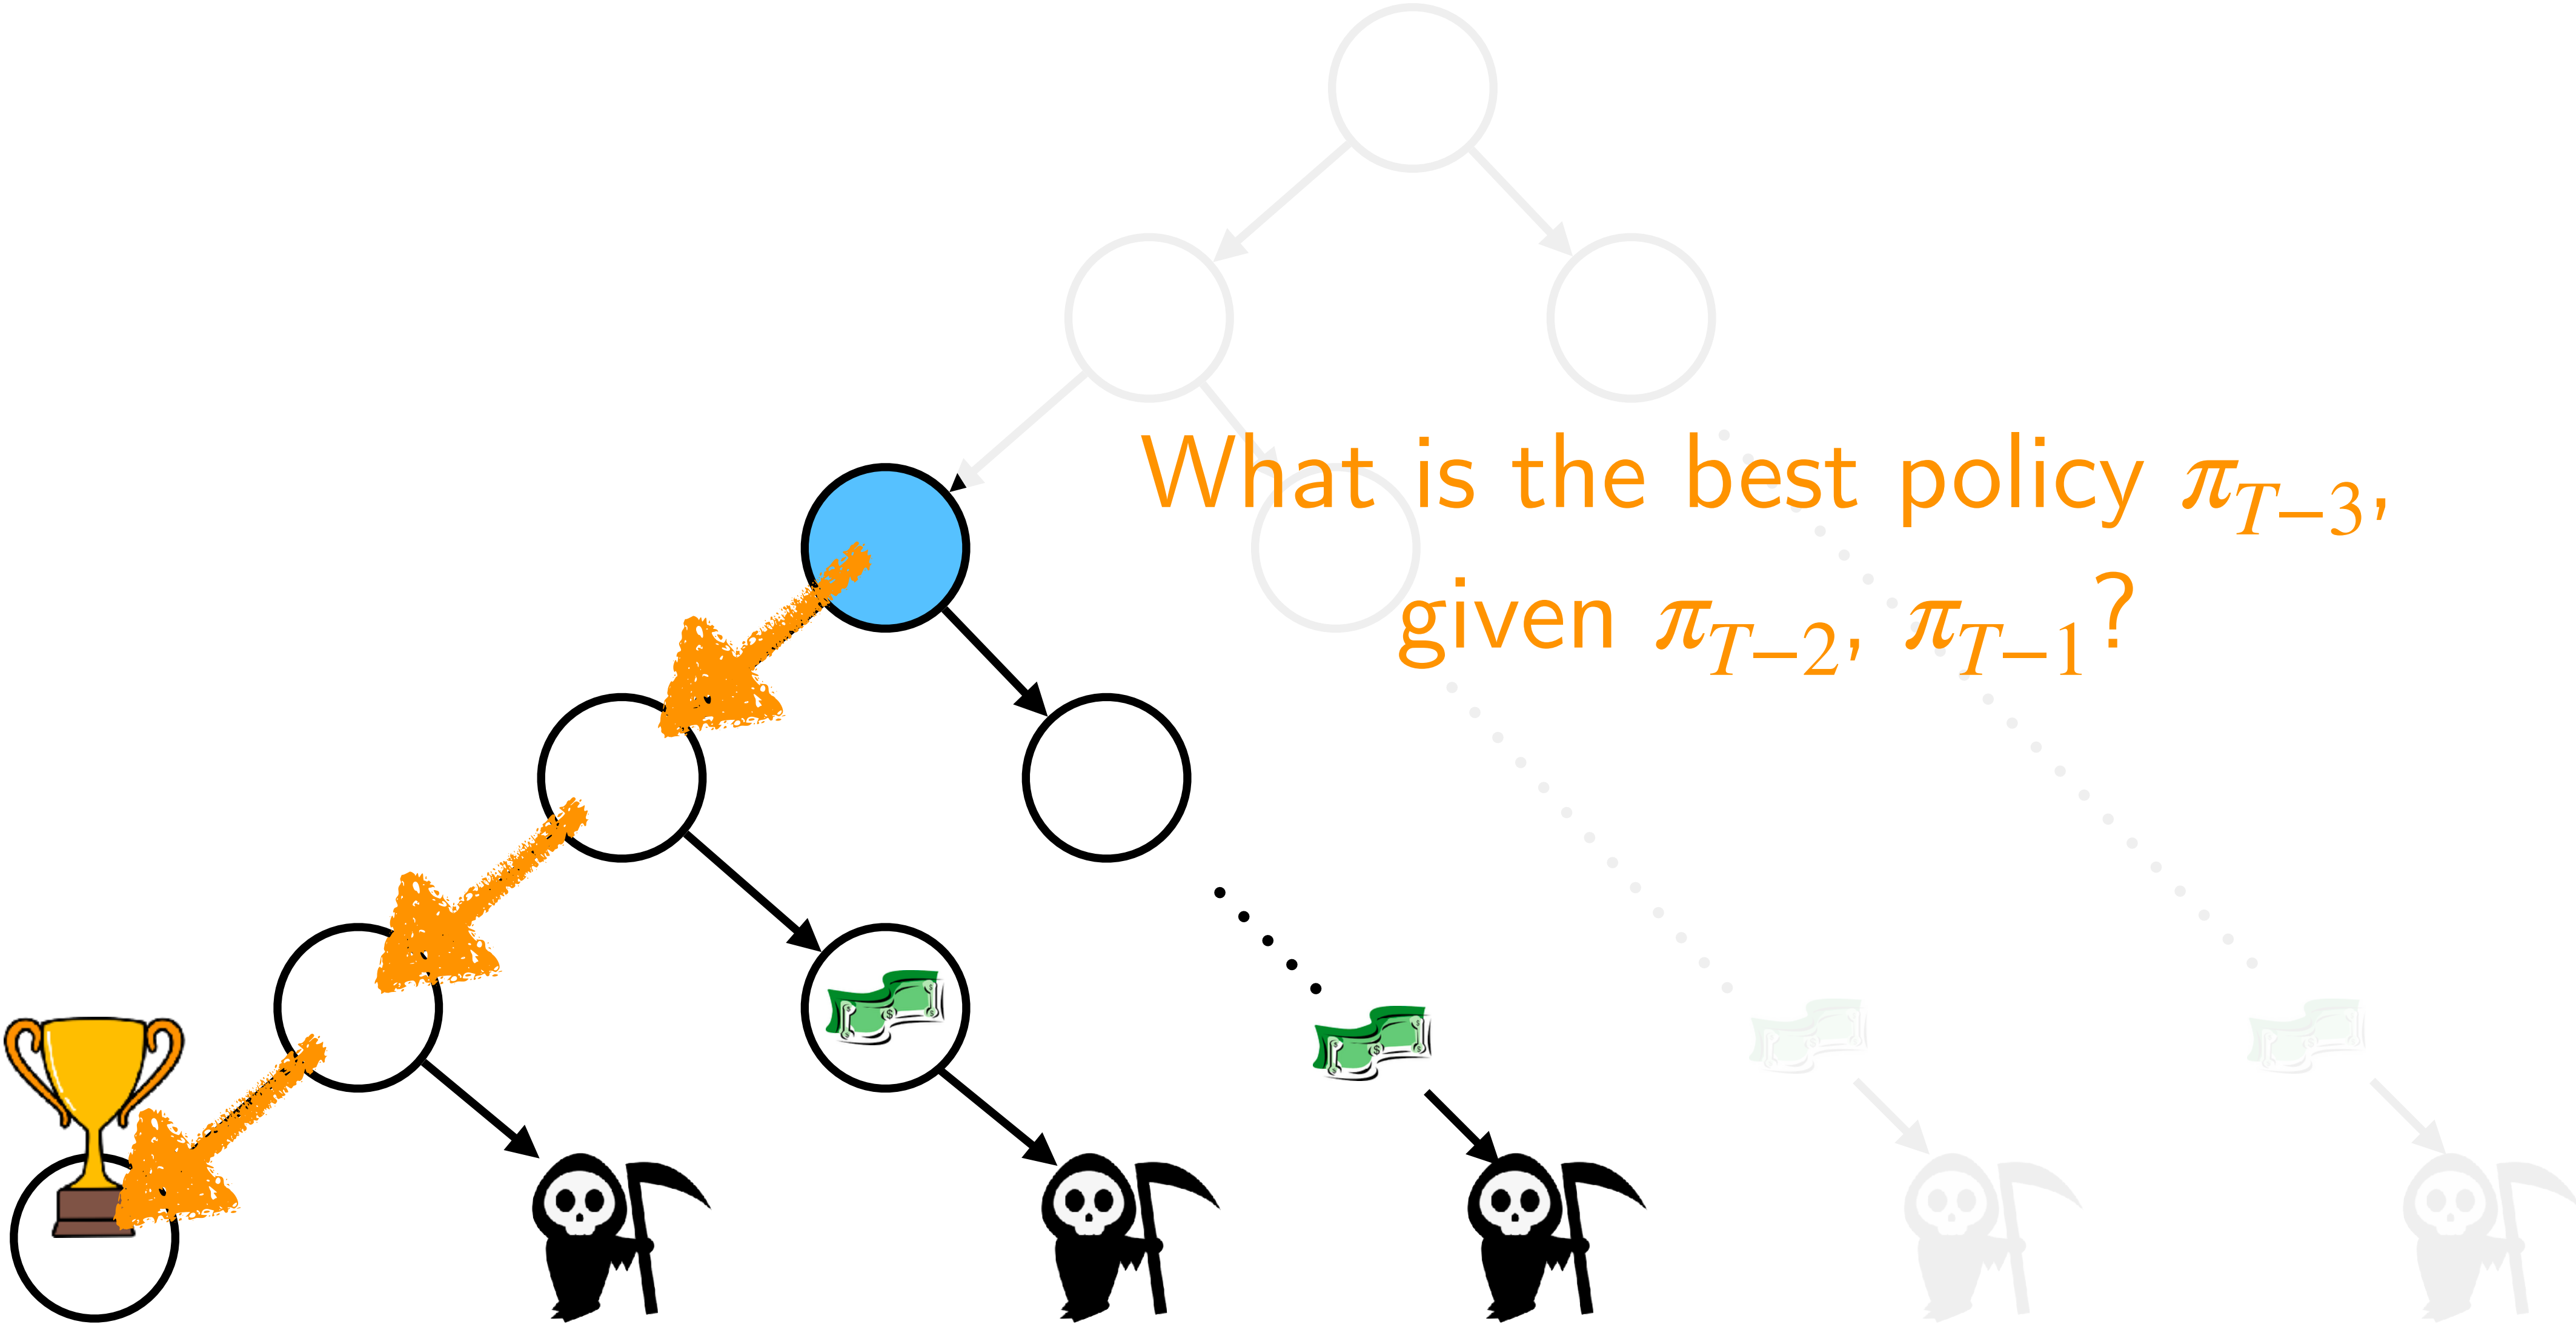 What is the best policy π_{T−3},
given π_{T−2}, π_{T−1}?